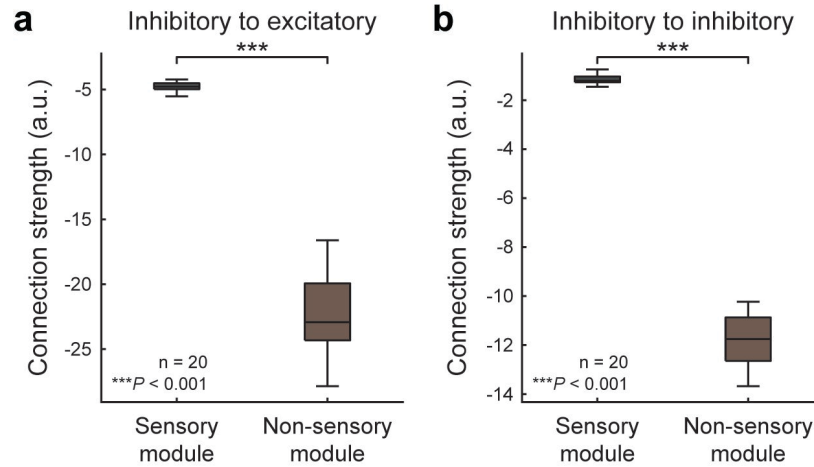 a
Inhibitory to excitatory
***
Connection strength (a.u.)
-5
-10
-15
-20
-25
n = 20
***P < 0.001
Sensory
module
Non-sensory
module
b
Inhibitory to inhibitory
***
Connection strength (a.u.)
-2
-4
-6
-8
-10
-12
-14
n = 20
***P < 0.001
Sensory
module
Non-sensory
module